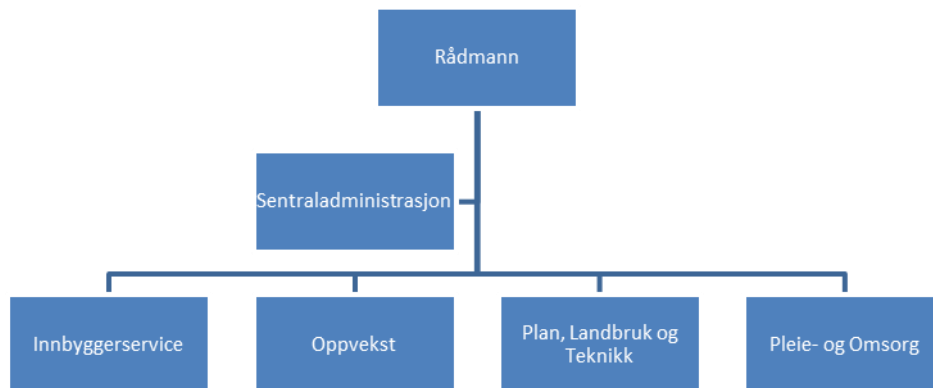 Rådmann
Sentraladministrasjon
Innbyggerservice
Oppvekst
Plan, Landbruk og
Teknikk
Pleie- og Omsorg